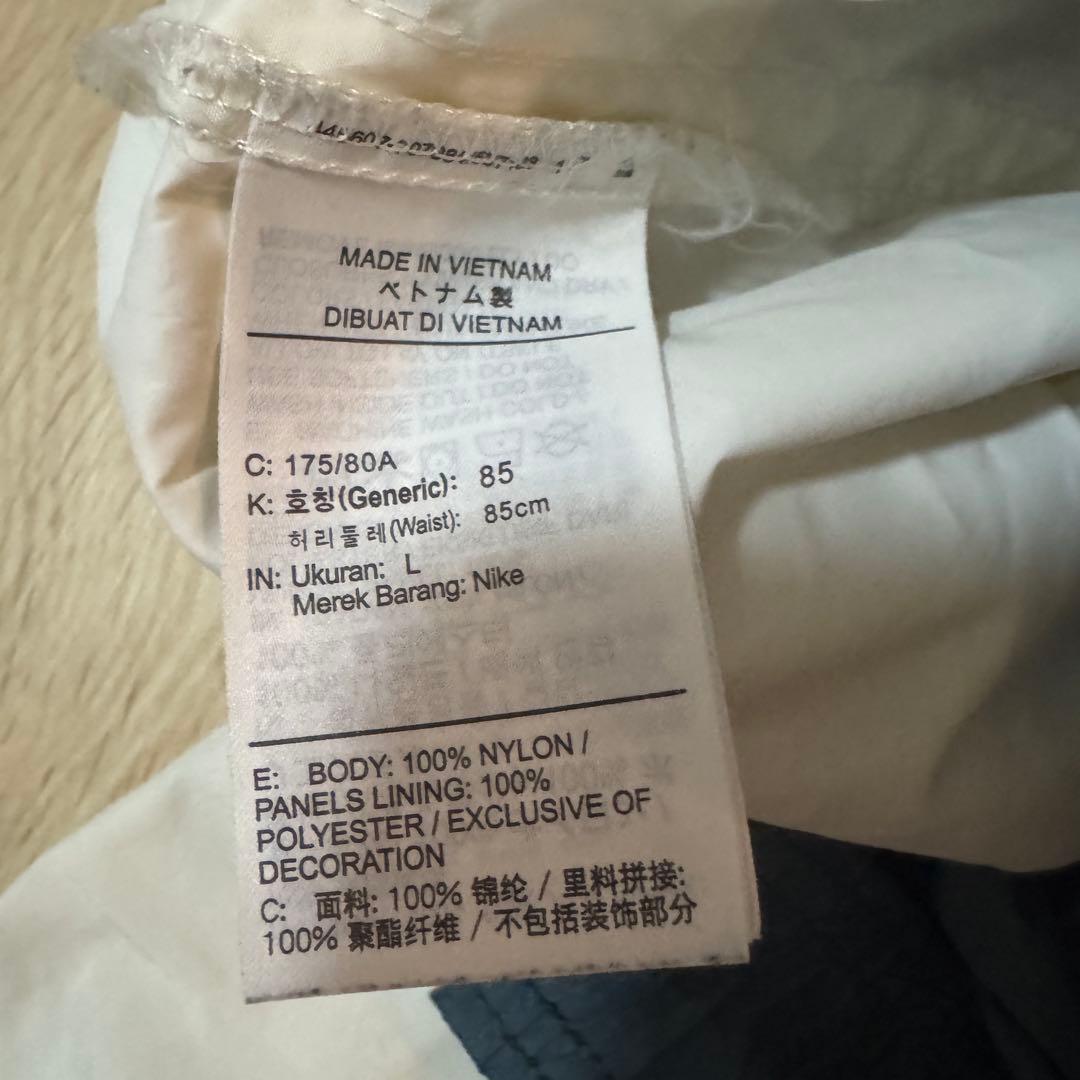 MADE IN VIETNAM
ベトナム製
DIBUAT DI VIETNAM
C: 175/80A
K: 호칭(Generic): 85
허리둘레(Waist): 85cm
IN: Ukuran: L
Merek Barang: Nike
E: BODY: 100% NYLON /
PANELS LINING: 100%
POLYESTER / EXCLUSIVE OF
DECORATION
C: 面料: 100% 锦纶 / 里料拼接:
100% 聚酯纤维 / 不包括装饰部分